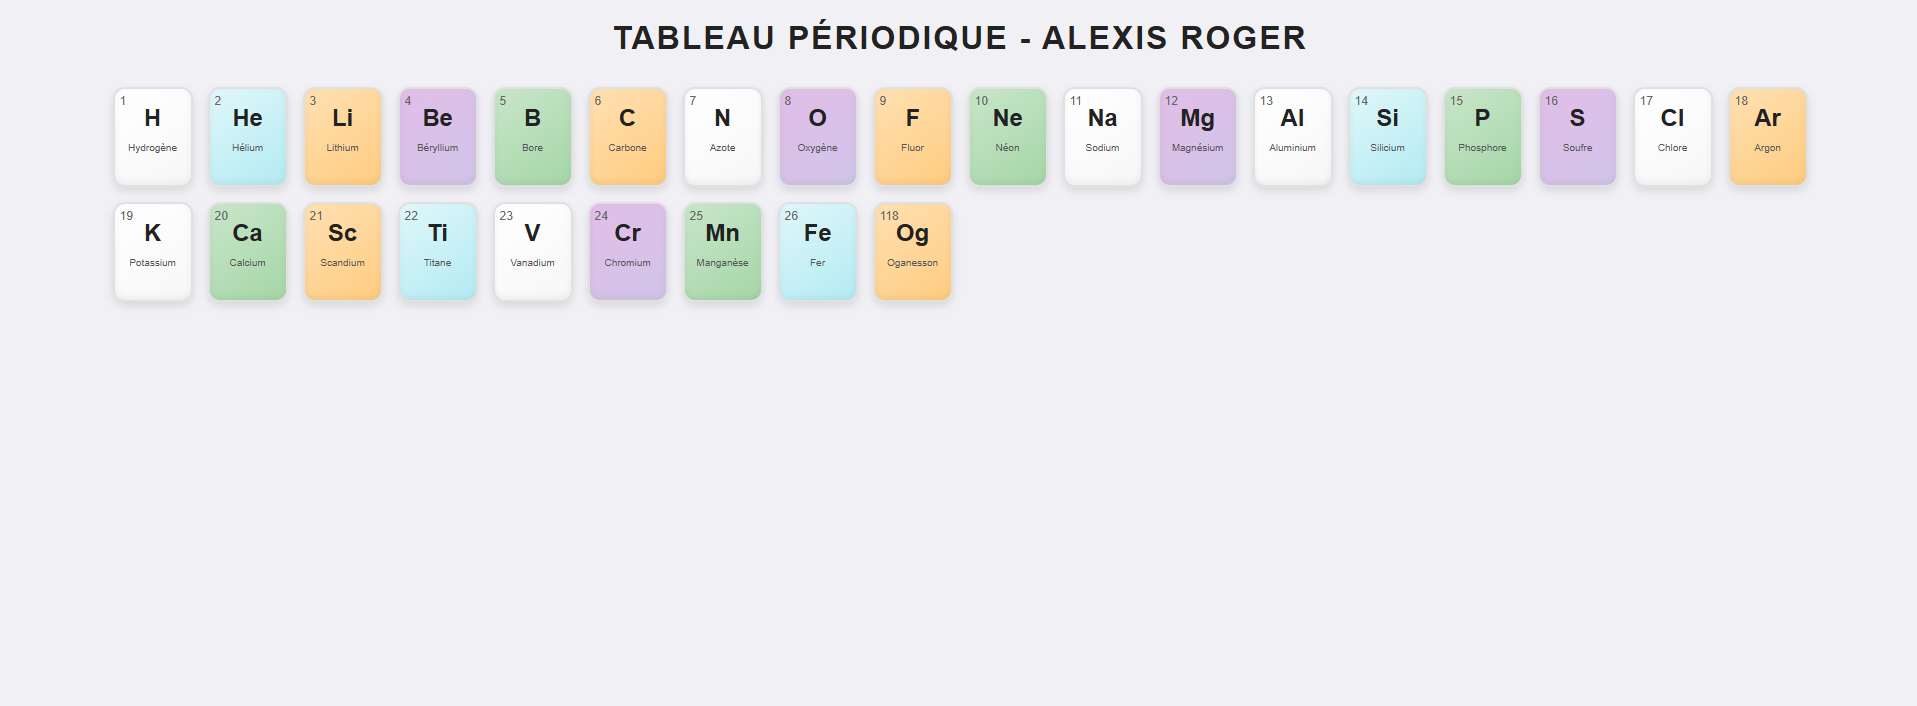 TABLEAU PÉRIODIQUE - ALEXIS ROGER
1 2 3 4 5 6 7 8 9 10 11 12 13 14 15 16 17 18
H He Li Be B C N O F Ne Na Mg Al Si P S Cl Ar
Hydrogène Hélium Lithium Béryllium Bore Carbone Azote Oxygène Fluor Néon Sodium Magnésium Aluminium Silicium Phosphore Soufre Chlore Argon
19 20 21 22 23 24 25 26 118
K Ca Sc Ti V Cr Mn Fe Og
Potassium Calcium Scandium Titane Vanadium Chromium Manganèse Fer Oganesson